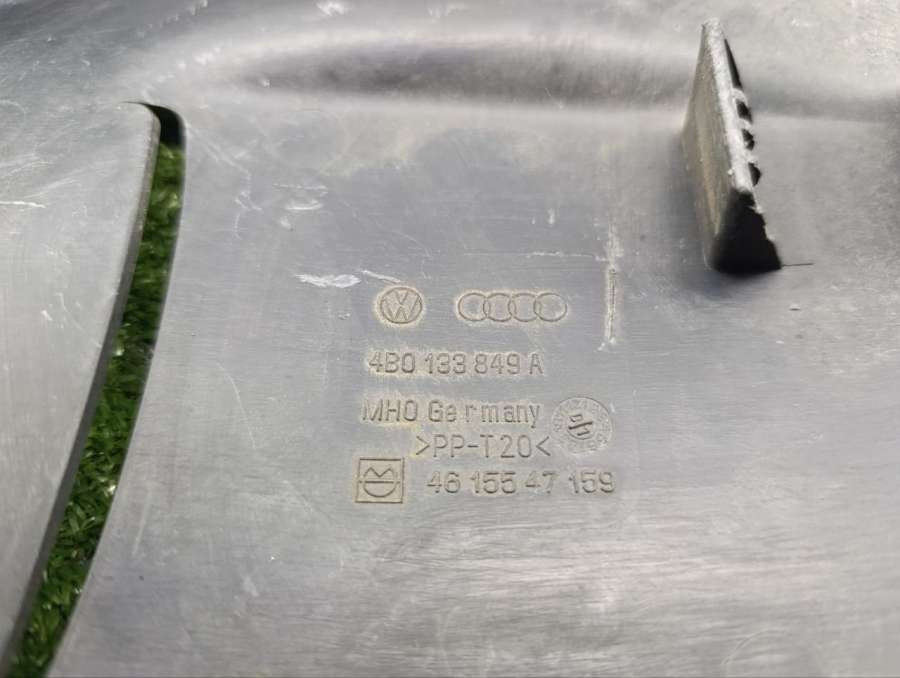 4B0 133 849 A
MHO Germany
>PP-T20<
46 155 47 159